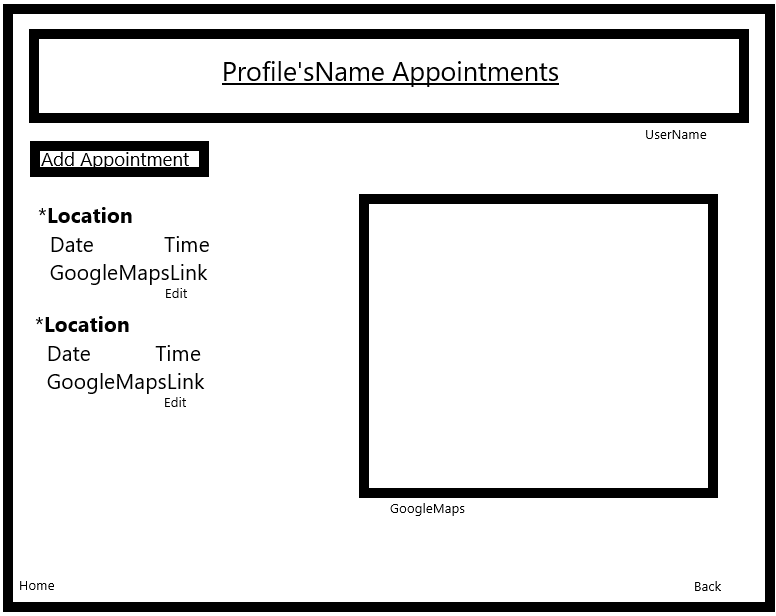 Profile'sName Appointments
UserName
Add Appointment
*Location
Date Time
GoogleMapsLink
Edit
*Location
Date Time
GoogleMapsLink
Edit
GoogleMaps
Home Back